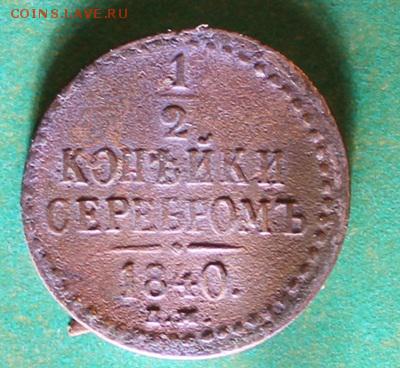 COINS.LAVE.RU
1
2
КОПѢЙКИ
СЕРЕБРОМЪ
1840.